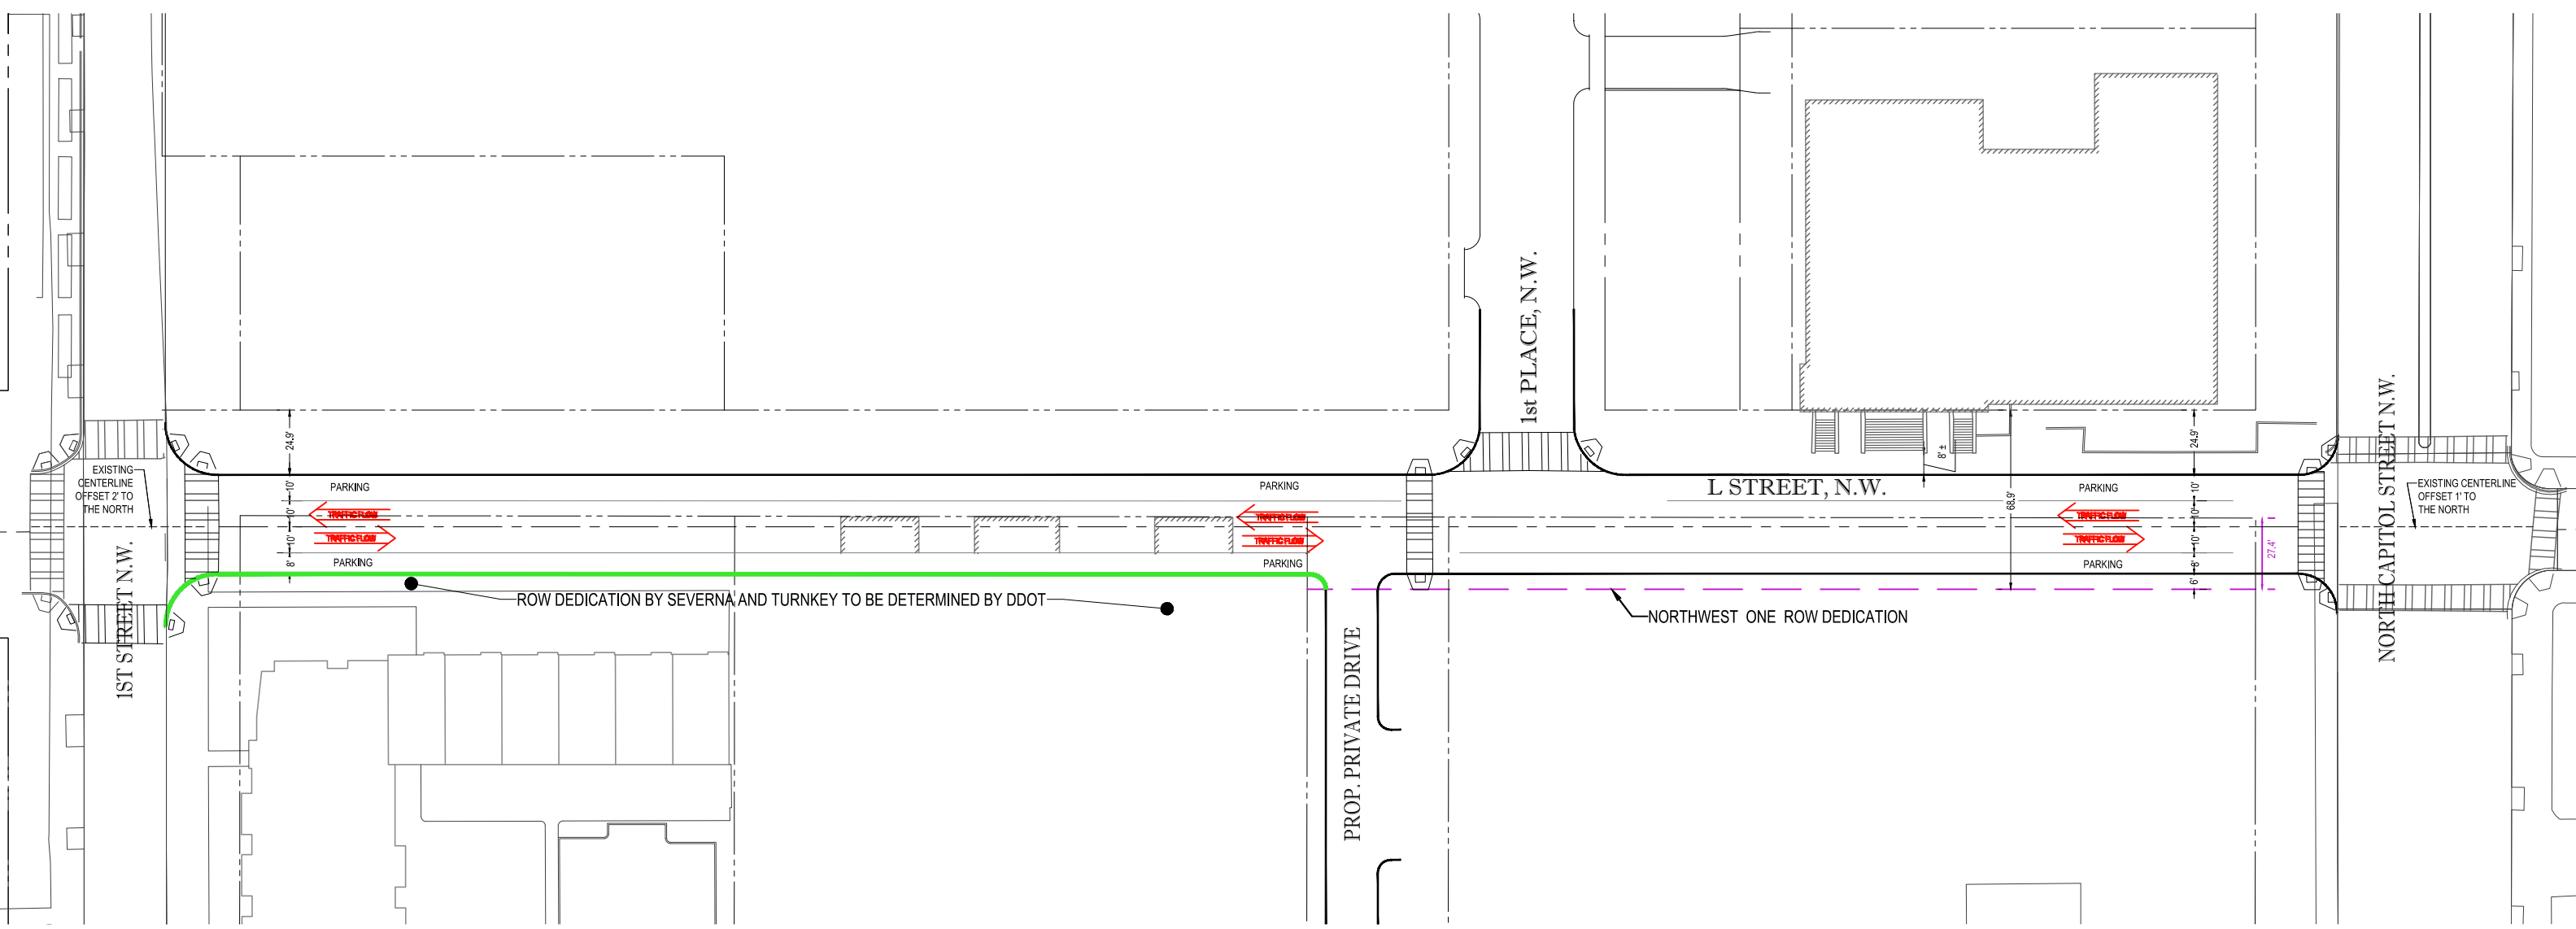 1st PLACE, N.W.
24.9'
24.9'
8' ±
NORTH CAPITOL STREET N.W.
EXISTING
CENTERLINE
OFFSET 2' TO
THE NORTH
10'
PARKING
PARKING
L STREET, N.W.
68.9'
PARKING
10'
EXISTING CENTERLINE
OFFSET 1' TO
THE NORTH
10'
TRAFFIC FLOW
TRAFFIC FLOW
TRAFFIC FLOW
10'
10'
TRAFFIC FLOW
TRAFFIC FLOW
TRAFFIC FLOW
10'
27.4'
8'
PARKING
PARKING
PARKING
8'
6'
1ST STREET N.W.
ROW DEDICATION BY SEVERNA AND TURNKEY TO BE DETERMINED BY DDOT
NORTHWEST ONE ROW DEDICATION
PROP. PRIVATE DRIVE